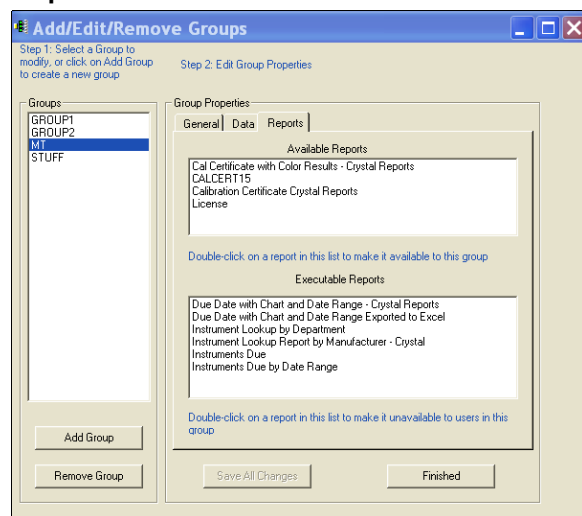 Add/Edit/Remove Groups
Step 1: Select a Group to
modify, or click on Add Group
to create a new group
Step 2: Edit Group Properties
Groups
GROUP1
GROUP2
MT
STUFF
Add Group
Remove Group
Group Properties
General Data Reports
Available Reports
Cal Certificate with Color Results - Crystal Reports
CALCERT15
Calibration Certificate Crystal Reports
License
Double-click on a report in this list to make it available to this group
Executable Reports
Due Date with Chart and Date Range - Crystal Reports
Due Date with Chart and Date Range Exported to Excel
Instrument Lookup by Department
Instrument Lookup Report by Manufacturer - Crystal
Instruments Due
Instruments Due by Date Range
Double-click on a report in this list to make it unavailable to users in this
group
Save All Changes
Finished